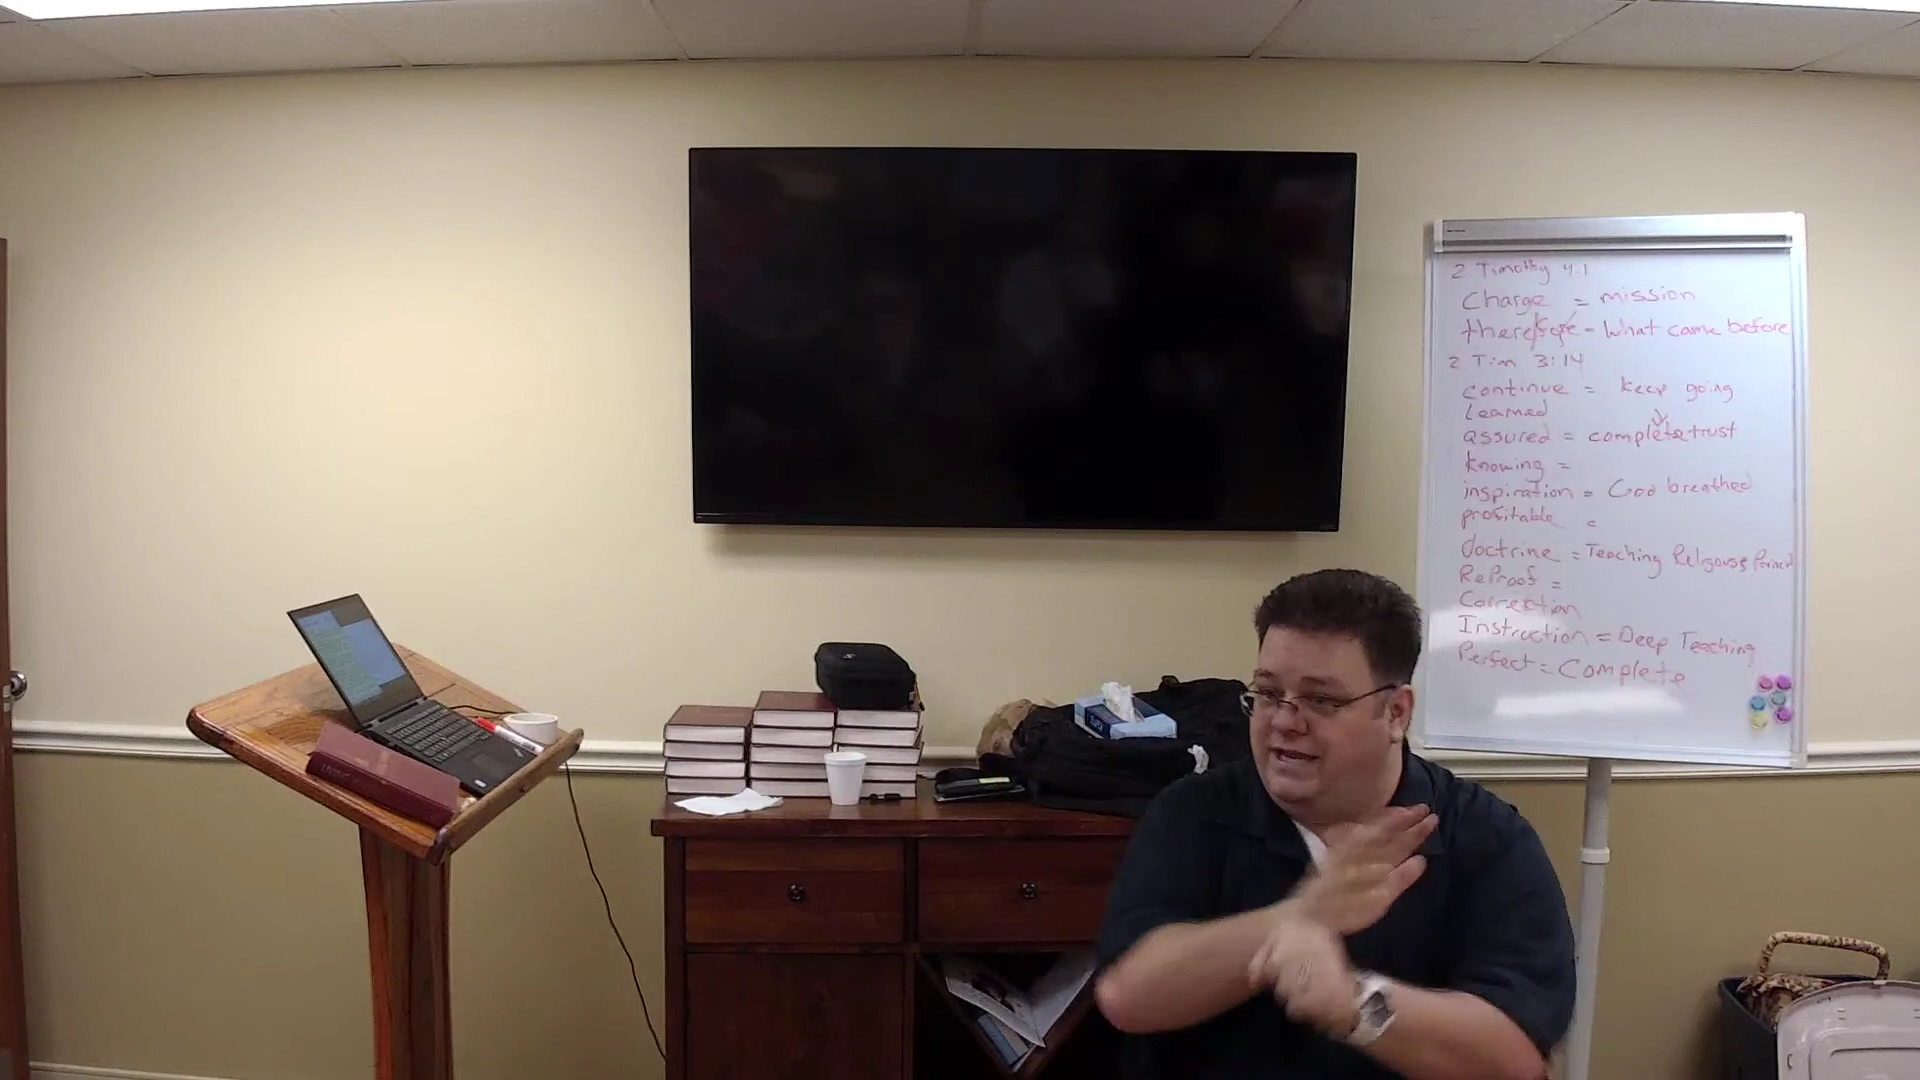 2 Timothy 4:1
Charge = mission
therefore - What came before
2 Tim 3:14
continue = keep going
Learned
assured = complete trust
knowing =
inspiration = God breathed
profitable =
doctrine = Teaching Religous
ReProof =
Correction
Instruction = Deep Teaching
Perfect = Complete